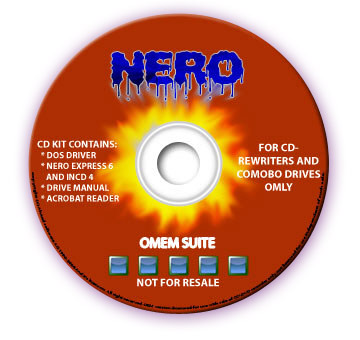 NERO
CD KIT CONTAINS:
* DOS DRIVER
* NERO EXPRESS 6
AND INCD 4
* DRIVE MANUAL
* ACROBAT READER
FOR CD-
REWRITERS AND
COMOBO DRIVES
OMLY
OMEM SUITE
NOT FOR RESALE